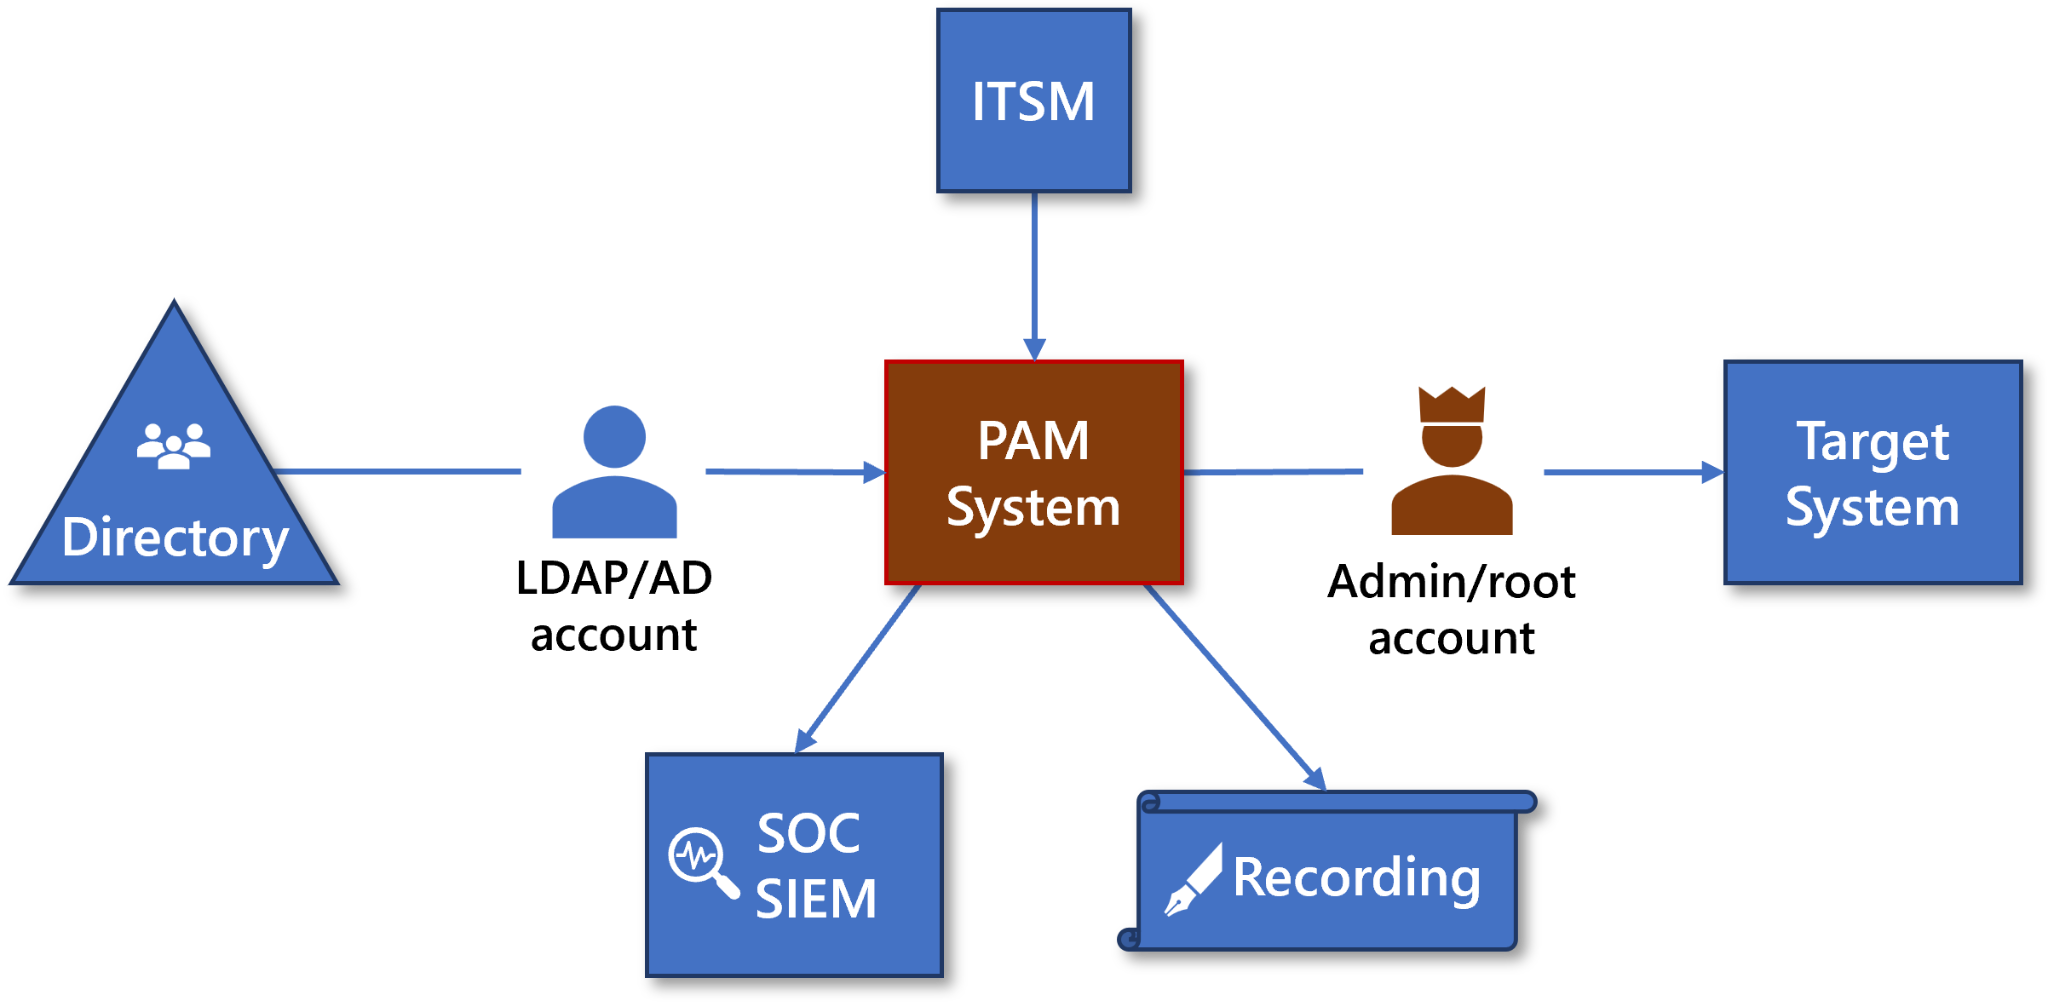 ITSM
Directory
LDAP/AD
account
PAM
System
Admin/root
account
Target
System
SOC
SIEM
Recording